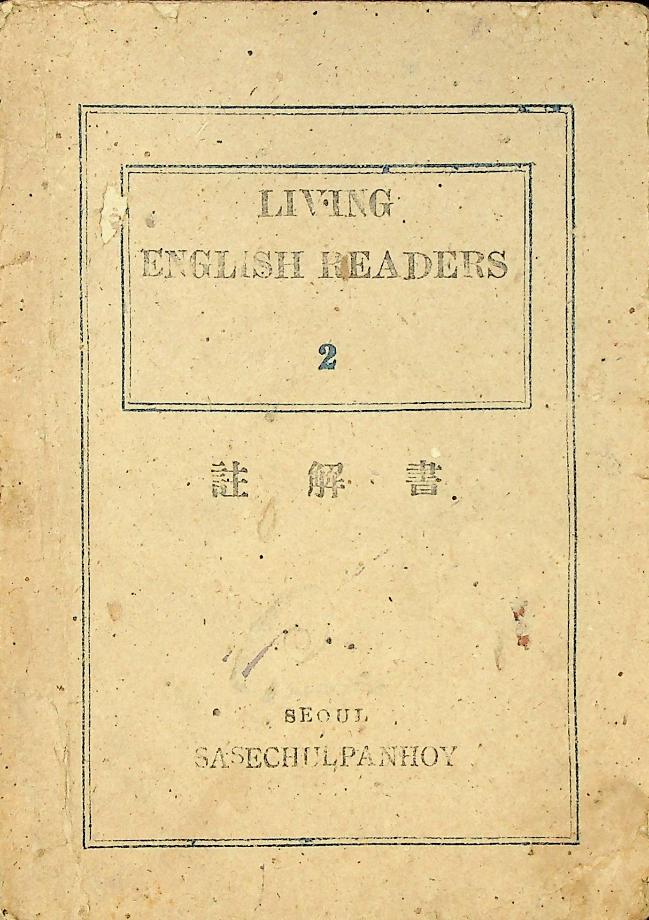 LIVING
ENGLISH READERS
2
註解書
SEOUL
SASECHULPANHOY